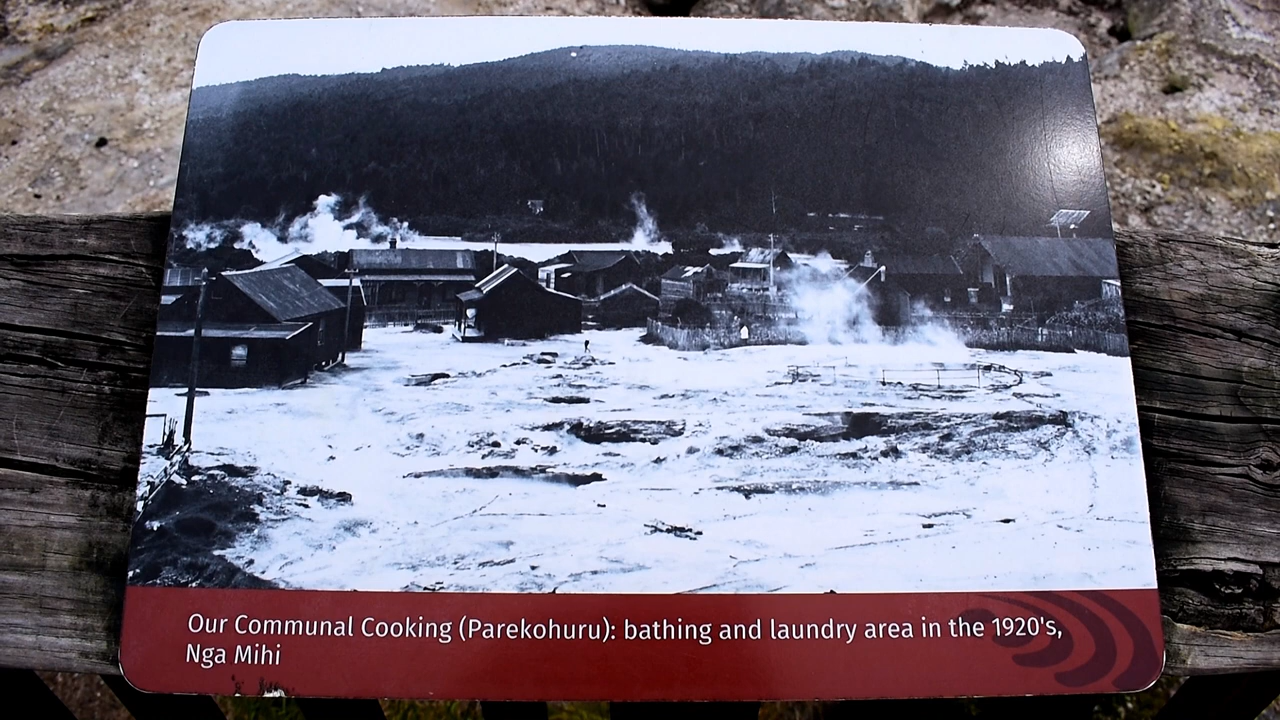 Our Communal Cooking (Parekohuru): bathing and laundry area in the 1920's,
Nga Mihi